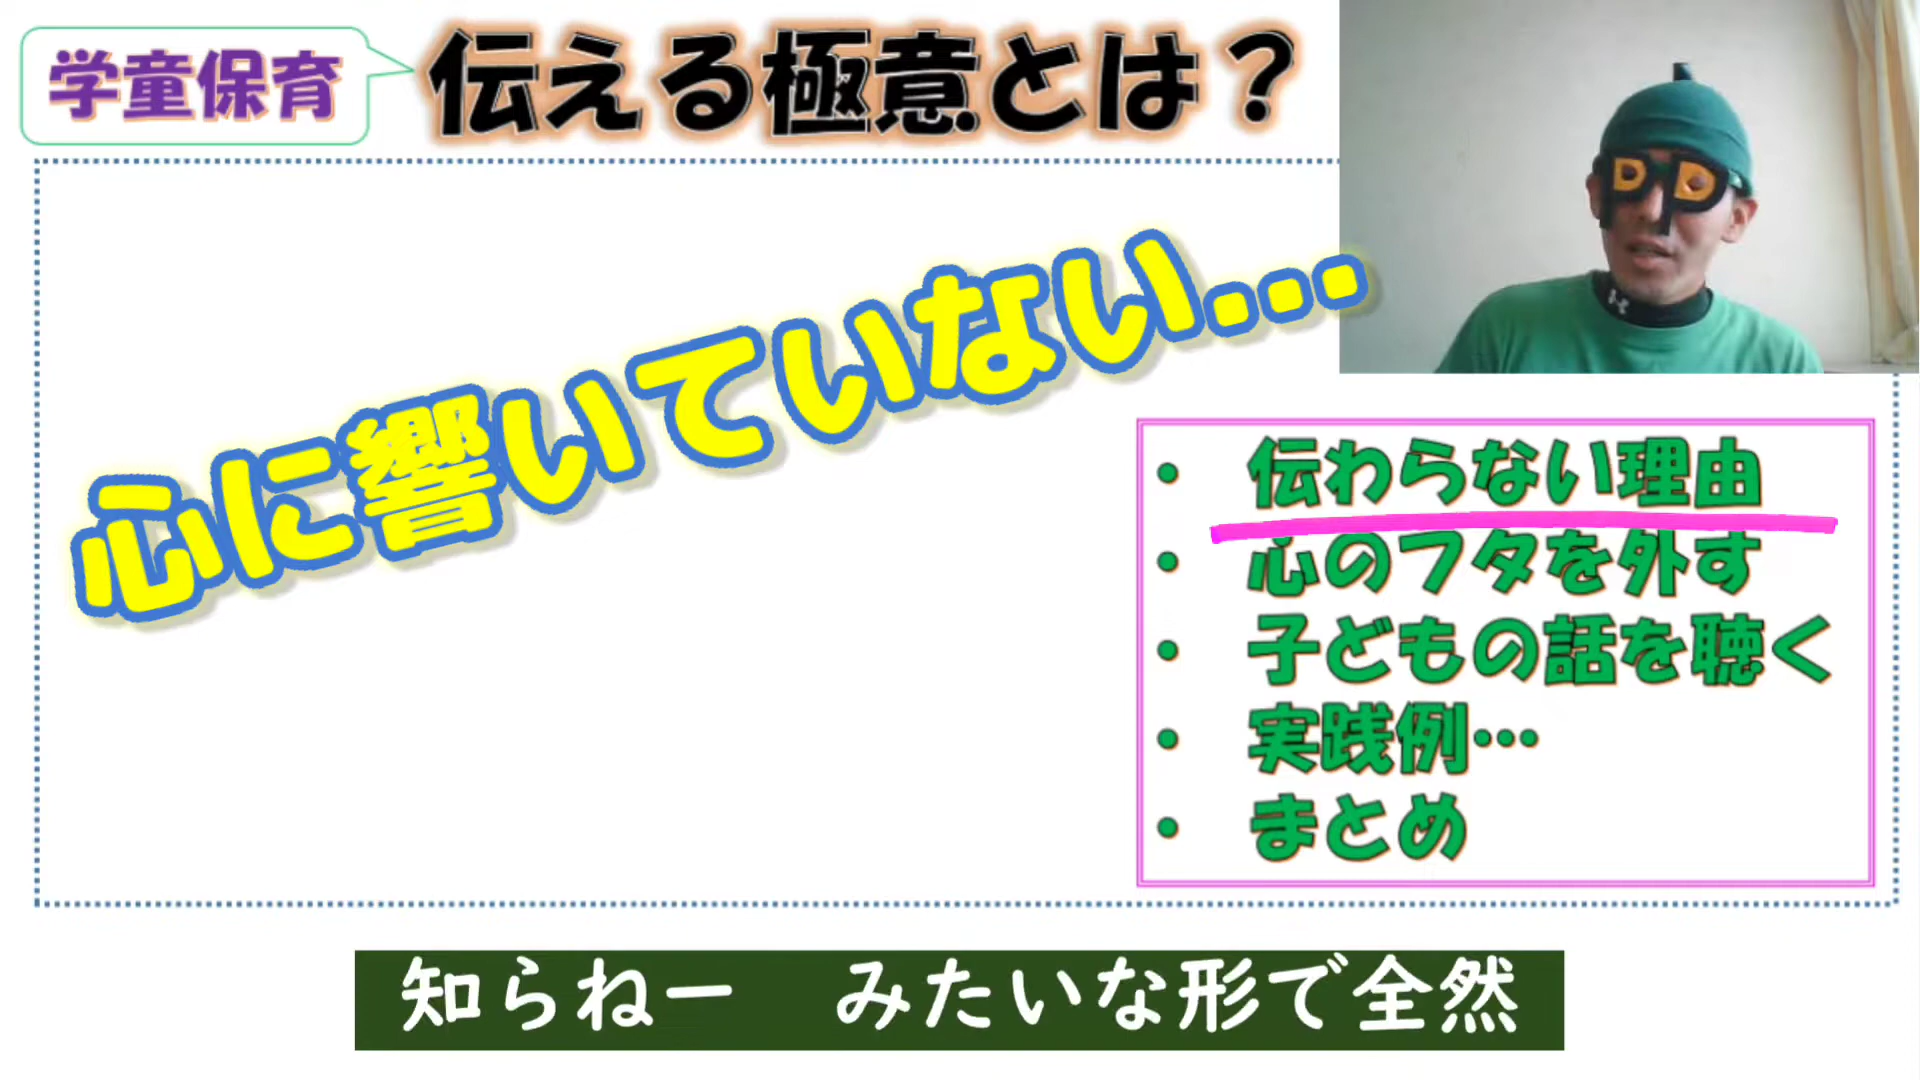 学童保育
伝える極意とは？
心に響いていない…
・ 伝わらない理由
・ 心のフタを外す
・ 子どもの話を聴く
・ 実践例…
・ まとめ
知らねー　みたいな形で全然